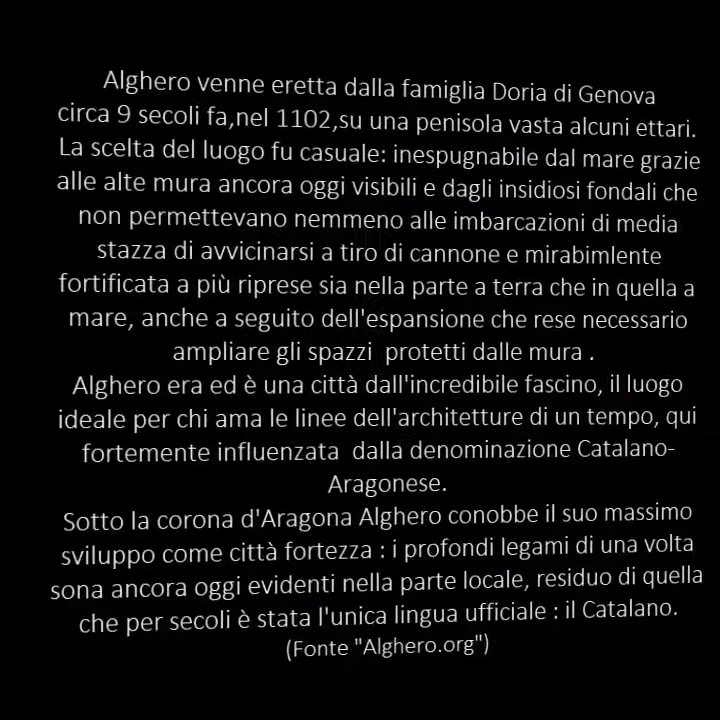 Alghero venne eretta dalla famiglia Doria di Genova
circa 9 secoli fa,nel 1102,su una penisola vasta alcuni ettari.
La scelta del luogo fu casuale: inespugnabile dal mare grazie
alle alte mura ancora oggi visibili e dagli insidiosi fondali che
non permettevano nemmeno alle imbarcazioni di media
stazza di avvicinarsi a tiro di cannone e mirabimlente
fortificata a più riprese sia nella parte a terra che in quella a
mare, anche a seguito dell'espansione che rese necessario
ampliare gli spazzi  protetti dalle mura .
Alghero era ed è una città dall'incredibile fascino, il luogo
ideale per chi ama le linee dell'architetture di un tempo, qui
fortemente influenzata  dalla denominazione Catalano-
Aragonese.
Sotto la corona d'Aragona Alghero conobbe il suo massimo
sviluppo come città fortezza : i profondi legami di una volta
sona ancora oggi evidenti nella parte locale, residuo di quella
che per secoli è stata l'unica lingua ufficiale : il Catalano.
(Fonte "Alghero.org")